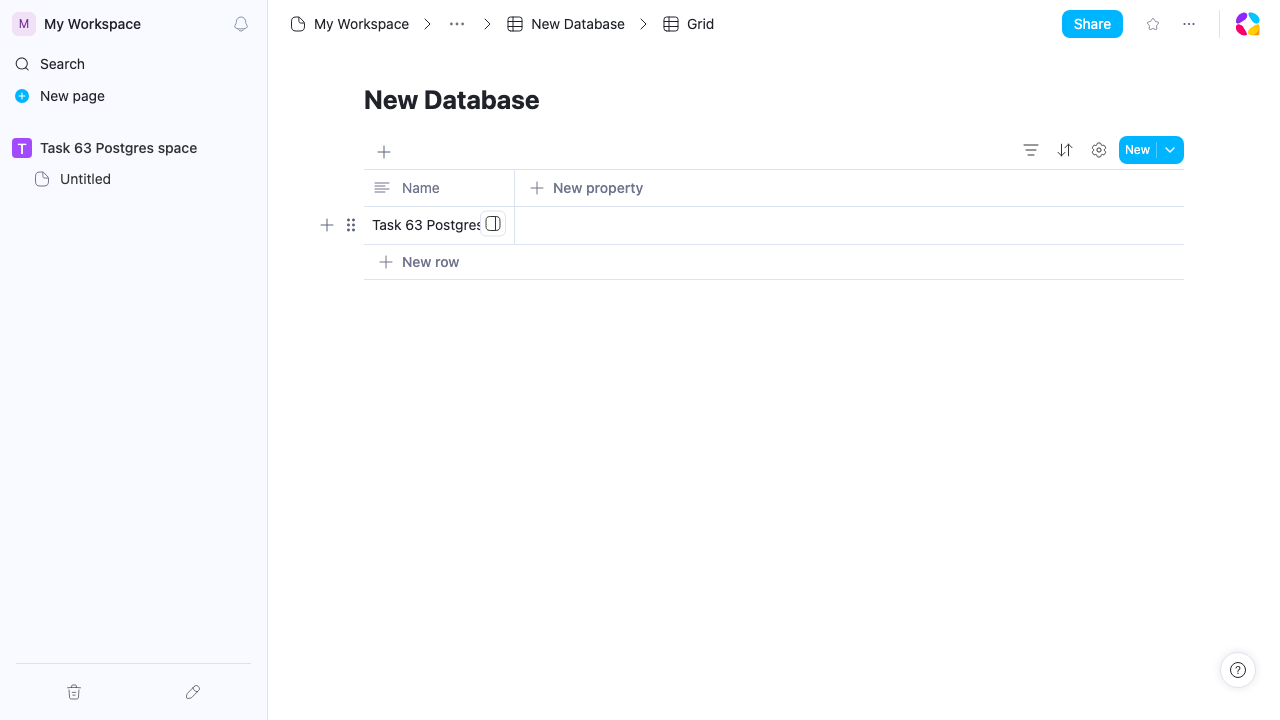 M My Workspace
Search
New page
T Task 63 Postgres space
Untitled
My Workspace > ··· > New Database > Grid
Share
New Database
New
Name
New property
Task 63 Postgres
New row